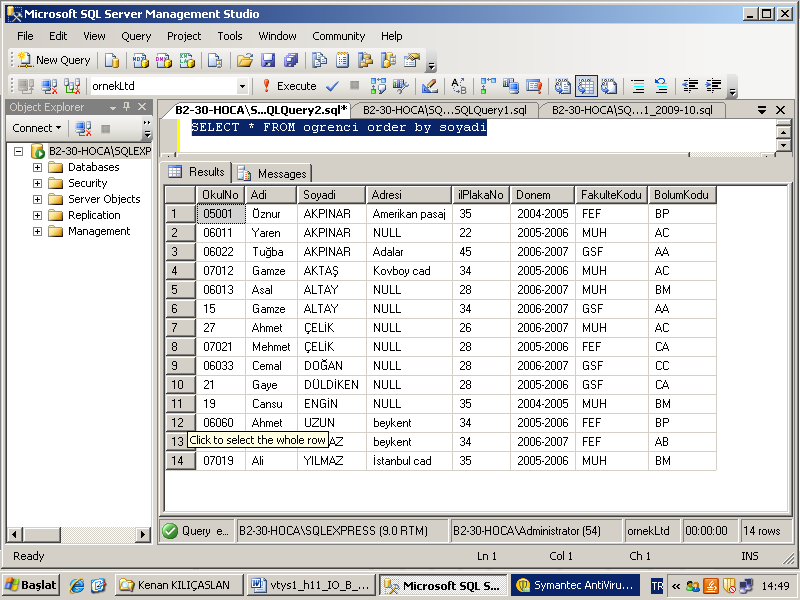 Microsoft SQL Server Management Studio
File Edit View Query Project Tools Window Community Help
New Query
ornekLtd Execute
Object Explorer
B2-30-HOCA\S...QLQuery2.sql* B2-30-HOCA\SQ...SQLQuery1.sql B2-30-HOCA\SQ...1_2009-10.sql
Connect
SELECT * FROM ogrenci order by soyadi
B2-30-HOCA\SQLEXP
Databases
Security
Server Objects
Replication
Management
Results Messages
OkulNo Adi Soyadi Adresi ilPlakaNo Donem FakulteKodu BolumKodu
1 05001 Öznur AKPINAR Amerikan pasaj 35 2004-2005 FEF BP
2 06011 Yaren AKPINAR NULL 22 2005-2006 MUH AC
3 06022 Tuğba AKPINAR Adalar 45 2006-2007 GSF AA
4 07012 Gamze AKTAŞ Kovboy cad 34 2005-2006 MUH AC
5 06013 Asal ALTAY NULL 28 2006-2007 MUH BM
6 15 Gamze ALTAY NULL 34 2006-2007 GSF AA
7 27 Ahmet ÇELİK NULL 26 2006-2007 MUH AC
8 07021 Mehmet ÇELİK NULL 28 2005-2006 FEF CA
9 06033 Cemal DOĞAN NULL 28 2006-2007 GSF CC
10 21 Gaye DÜLDİKEN NULL 28 2005-2006 GSF CA
11 19 Cansu ENGİN NULL 35 2004-2005 MUH BM
12 06060 Ahmet UZUN beykent 34 2005-2006 FEF BP
13 Click to select the whole row AZ beykent 34 2006-2007 FEF AB
14 07019 Ali YILMAZ İstanbul cad 35 2005-2006 MUH BM
Query e... B2-30-HOCA\SQLEXPRESS (9.0 RTM) B2-30-HOCA\Administrator (54) ornekLtd 00:00:00 14 rows
Ready Ln 1 Col 1 Ch 1 INS
Başlat Kenan KILIÇASLAN vtys1_h11_IO_B_... Microsoft SQL S... Symantec AntiViru... TR « 14:49